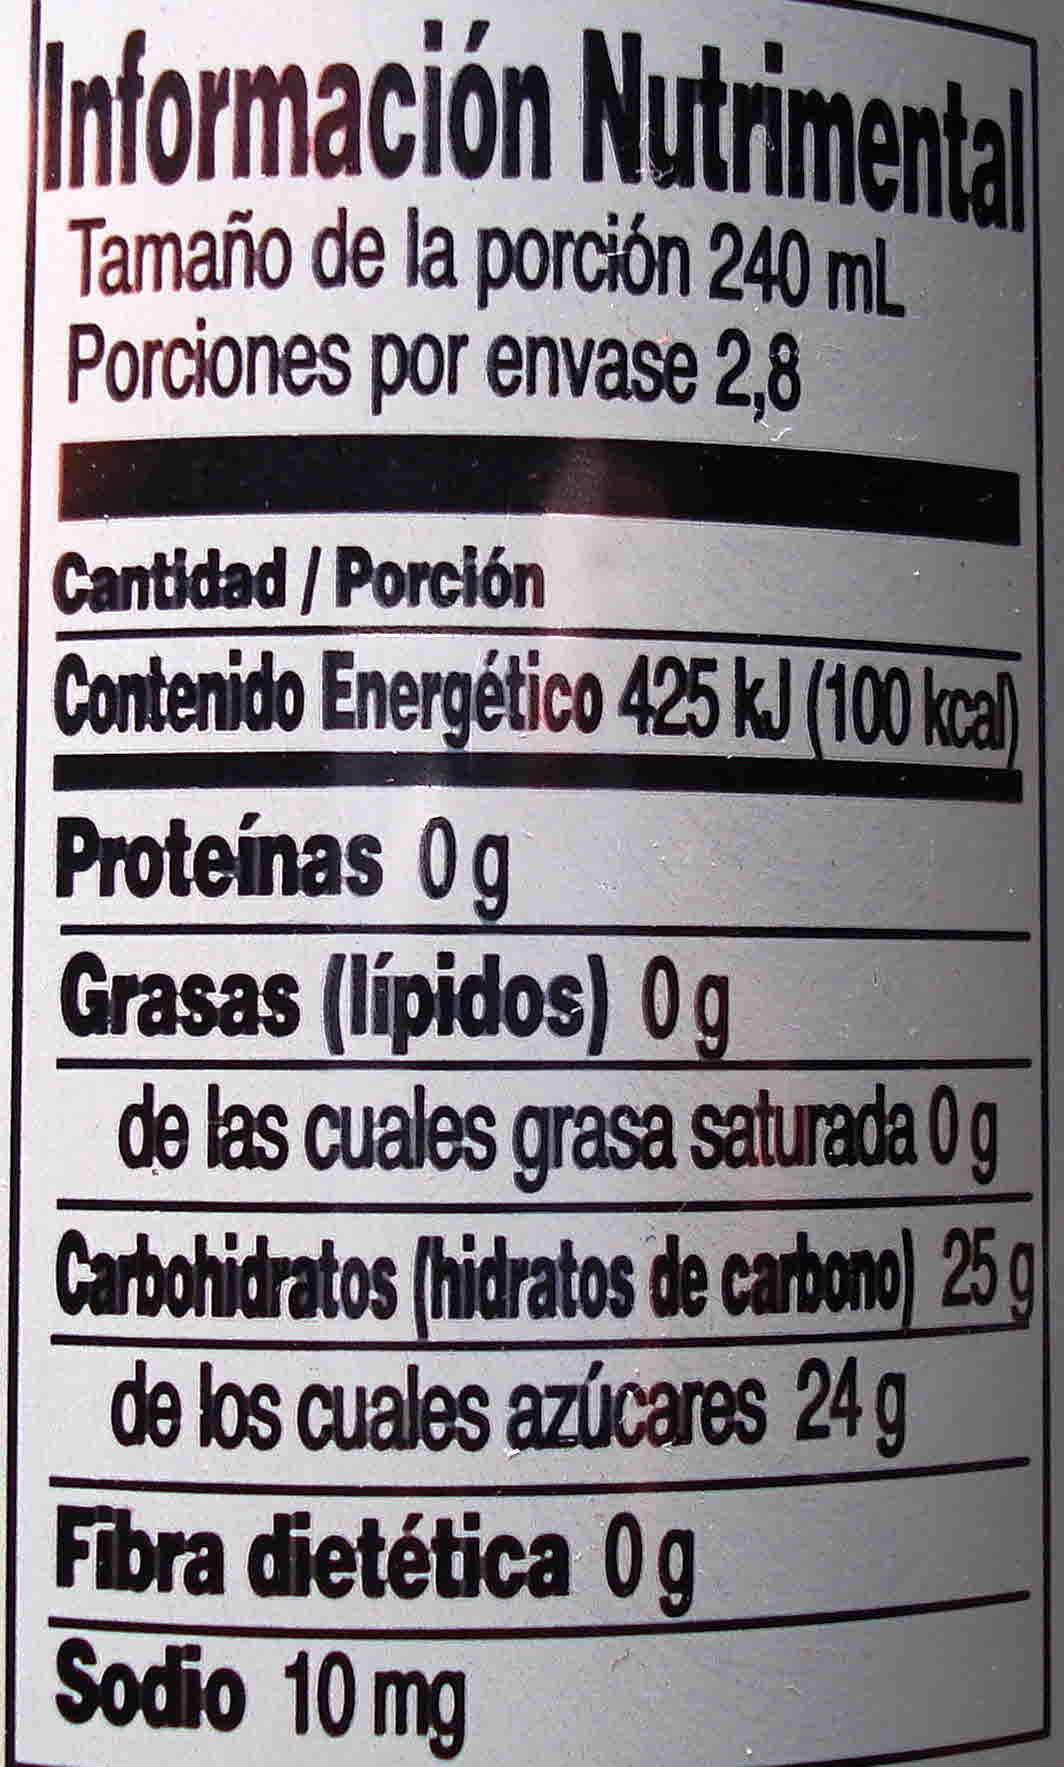 Información Nutrimental
Tamaño de la porción 240 mL
Porciones por envase 2,8
Cantidad / Porción
Contenido Energético 425 kJ (100 kcal)
Proteínas 0 g
Grasas (lípidos) 0 g
de las cuales grasa saturada 0 g
Carbohidratos (hidratos de carbono) 25 g
de los cuales azúcares 24 g
Fibra dietética 0 g
Sodio 10 mg